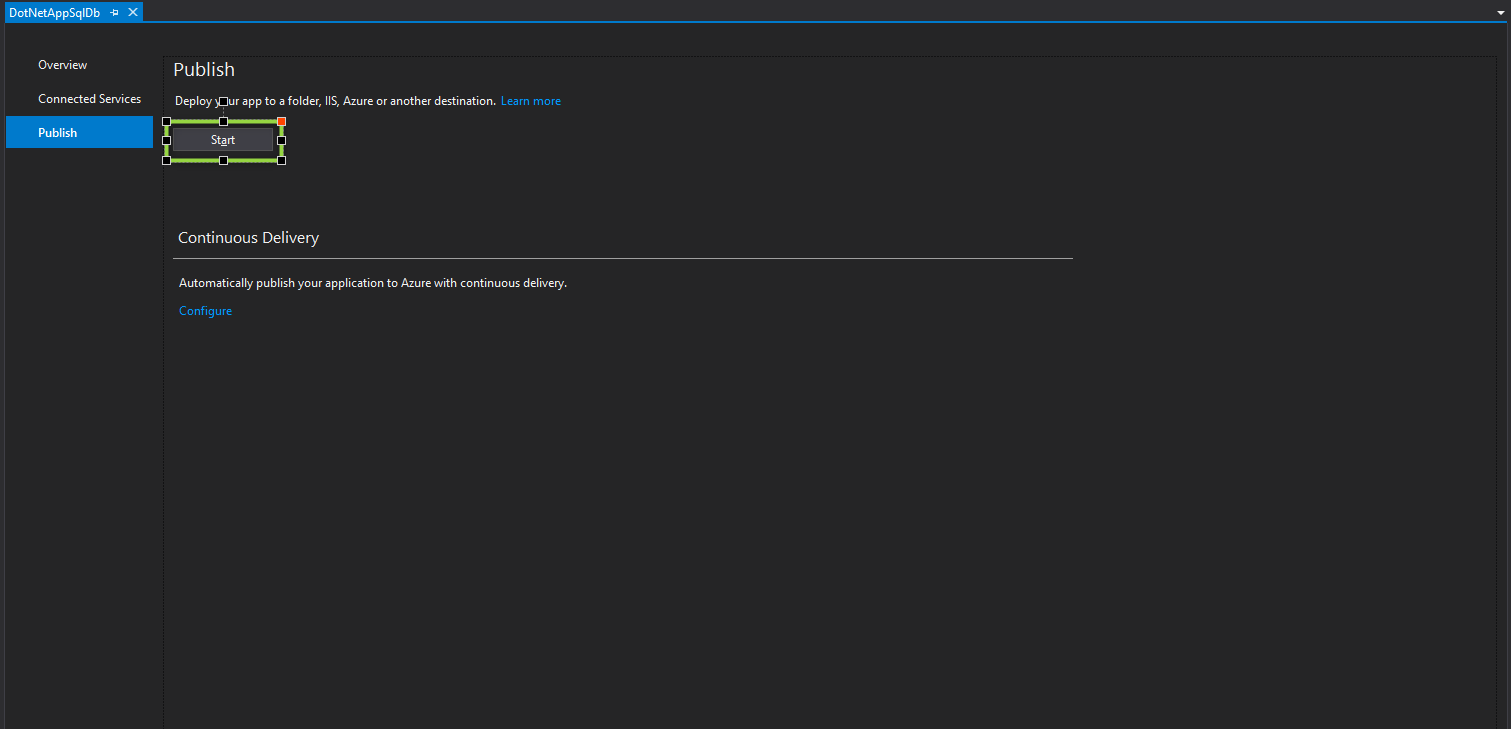 DotNetAppSqlDb
Overview
Connected Services
Publish
Publish
Deploy your app to a folder, IIS, Azure or another destination. Learn more
Start
Continuous Delivery
Automatically publish your application to Azure with continuous delivery.
Configure